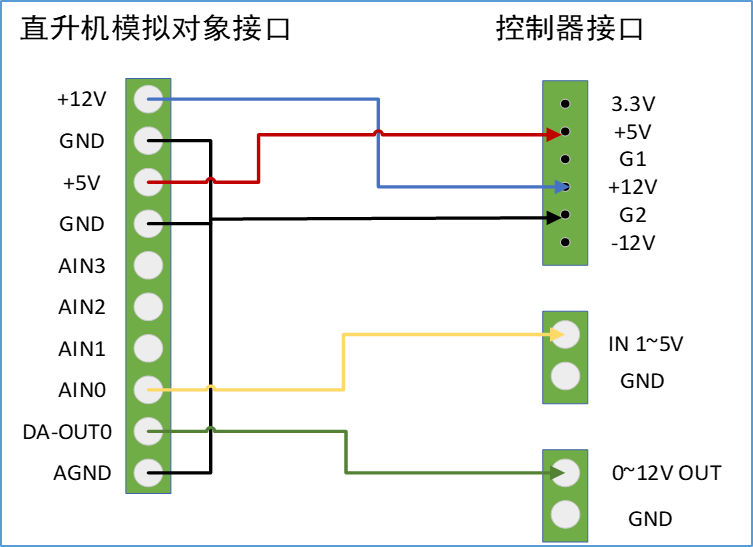 直升机模拟对象接口
控制器接口
+12V
GND
+5V
GND
AIN3
AIN2
AIN1
AIN0
DA-OUT0
AGND
3.3V
+5V
G1
+12V
G2
-12V
IN 1~5V
GND
0~12V OUT
GND